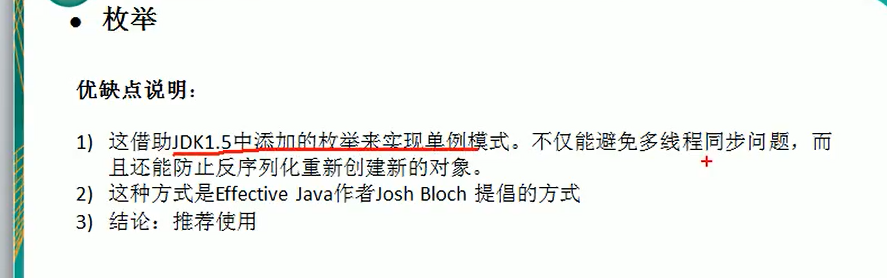 ● 枚举
优缺点说明：
1) 这借助JDK1.5中添加的枚举来实现单例模式。不仅能避免多线程同步问题，而
且还能防止反序列化重新创建新的对象。
2) 这种方式是Effective Java作者Josh Bloch 提倡的方式
3) 结论：推荐使用